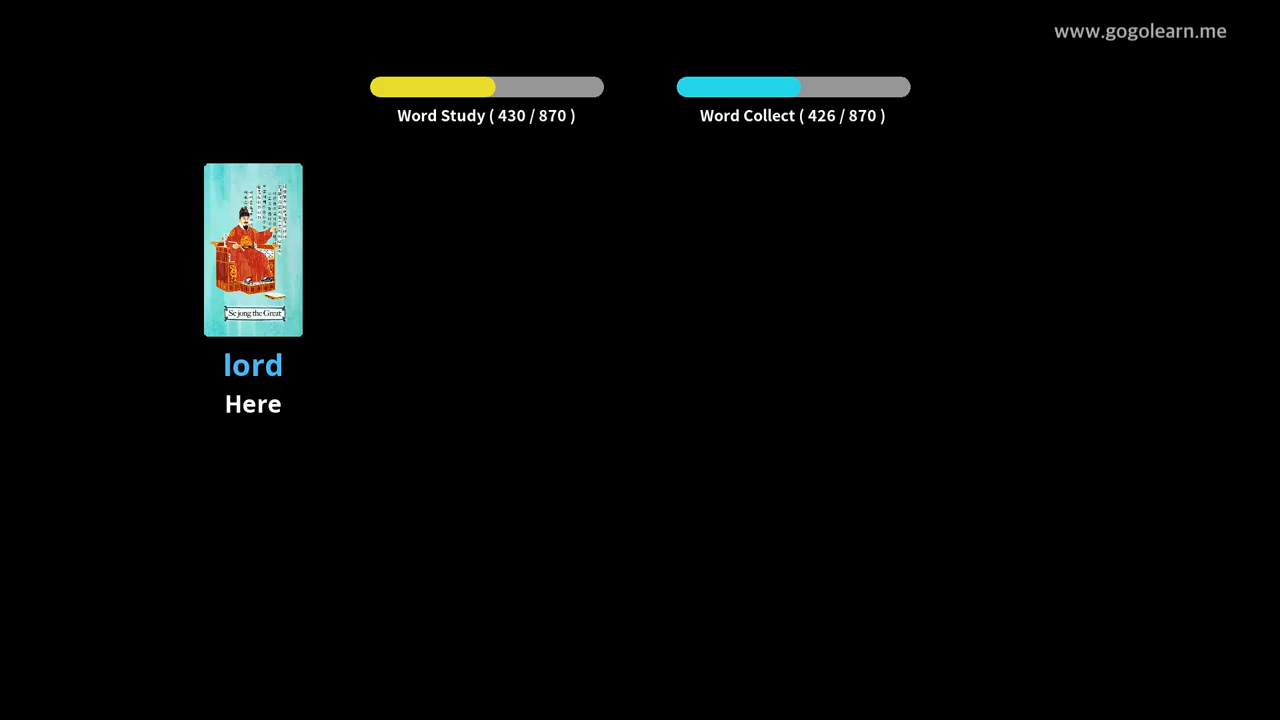 www.gogolearn.me
Word Study ( 430 / 870 )
Word Collect ( 426 / 870 )
Sejong the Great
lord
Here